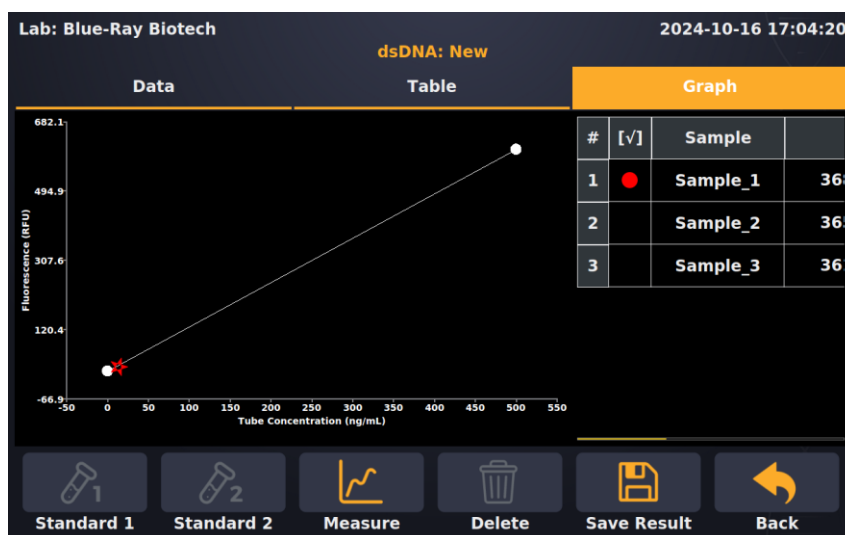 Lab: Blue-Ray Biotech
2024-10-16 17:04:20
dsDNA: New
Data
Table
Graph
682.1
494.9
307.6
120.4
-66.9
Fluorescence (RFU)
-50 0 50 100 150 200 250 300 350 400 450 500 550
Tube Concentration (ng/mL)
# [√] Sample
1 Sample_1
2 Sample_2
3 Sample_3
1
2
Standard 1
Standard 2
Measure
Delete
Save Result
Back